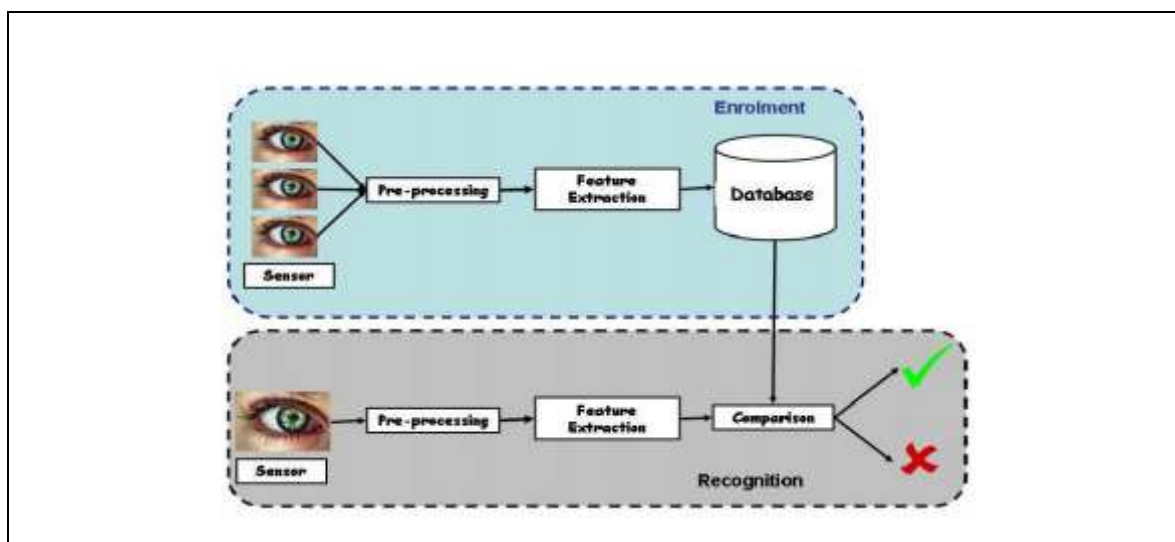 Enrolment
Pre-processing
Feature
Extraction
Database
Sensor
Pre-processing
Feature
Extraction
Comparison
Sensor
Recognition